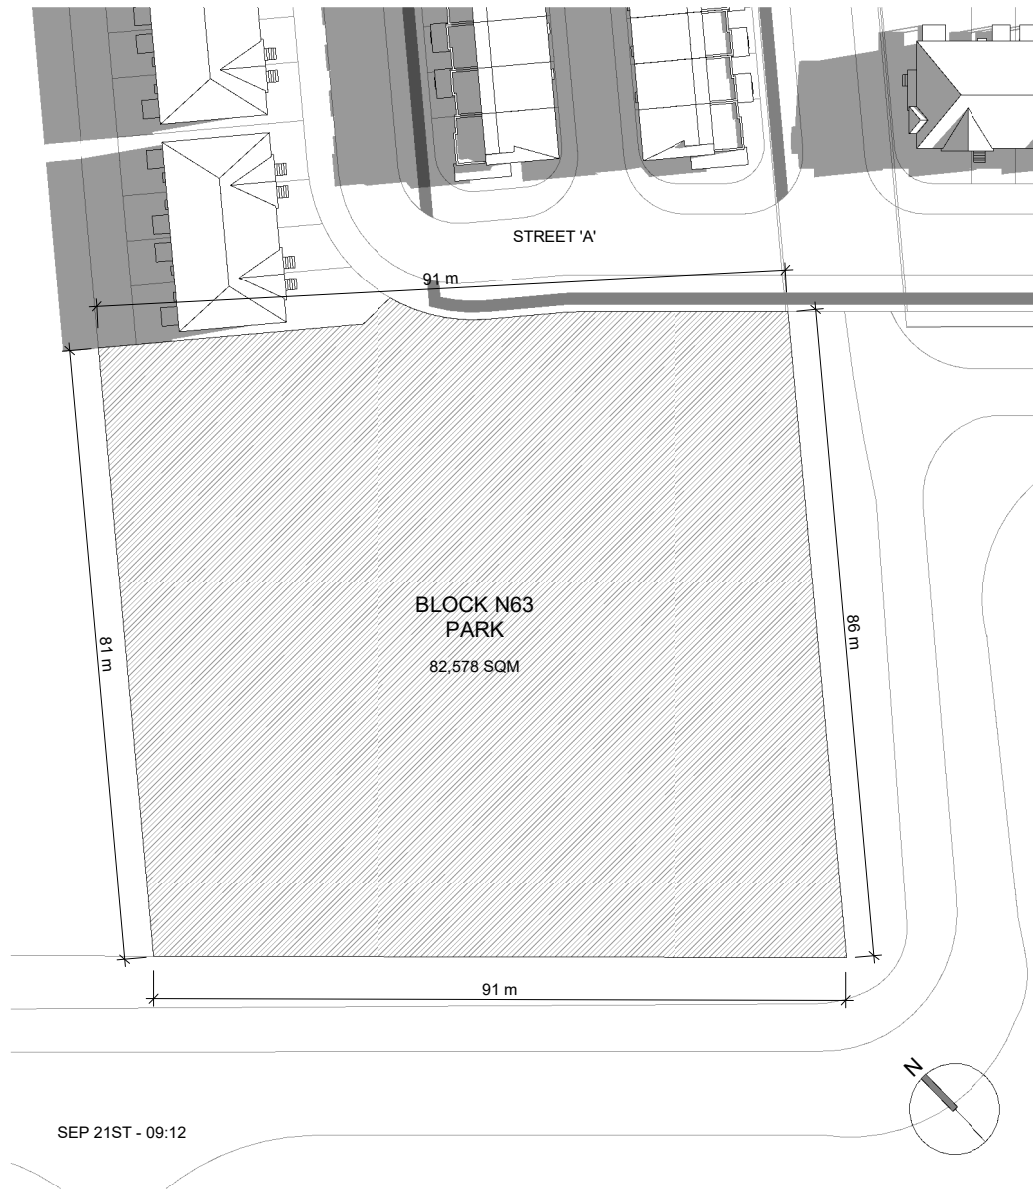 STREET 'A'
91 m
BLOCK N63
PARK
82,578 SQM
81 m
86 m
91 m
N
SEP 21ST - 09:12